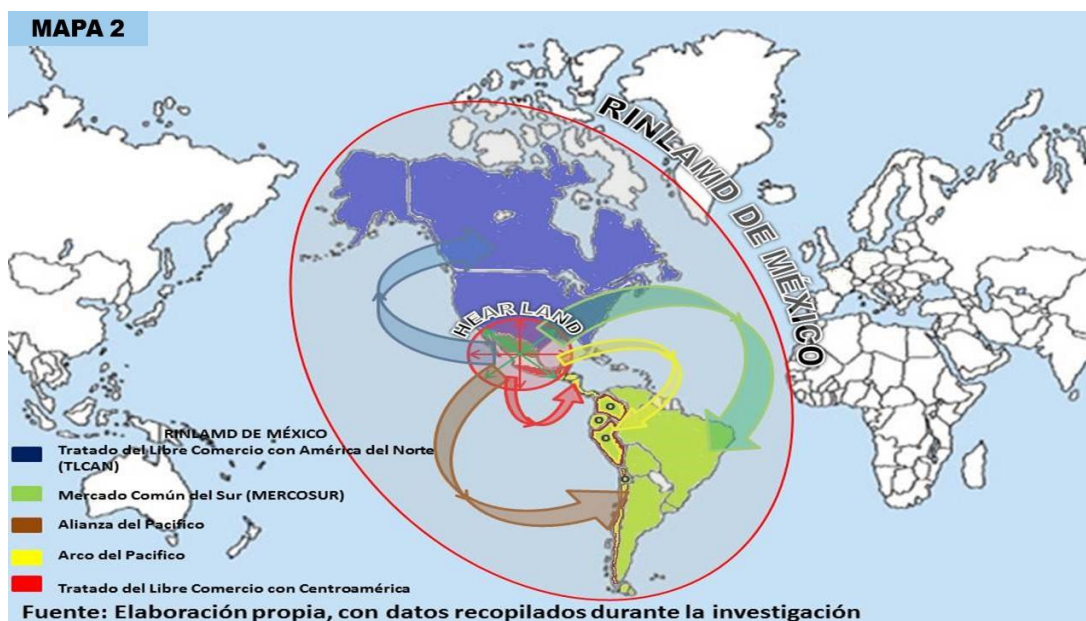 MAPA 2
RINLAMD DE MÉXICO
HEAR LAND
RINLAMD DE MÉXICO
Tratado del Libre Comercio con América del Norte
(TLCAN)
Mercado Común del Sur (MERCOSUR)
Alianza del Pacifico
Arco del Pacifico
Tratado del Libre Comercio con Centroamérica
Fuente: Elaboración propia, con datos recopilados durante la investigación